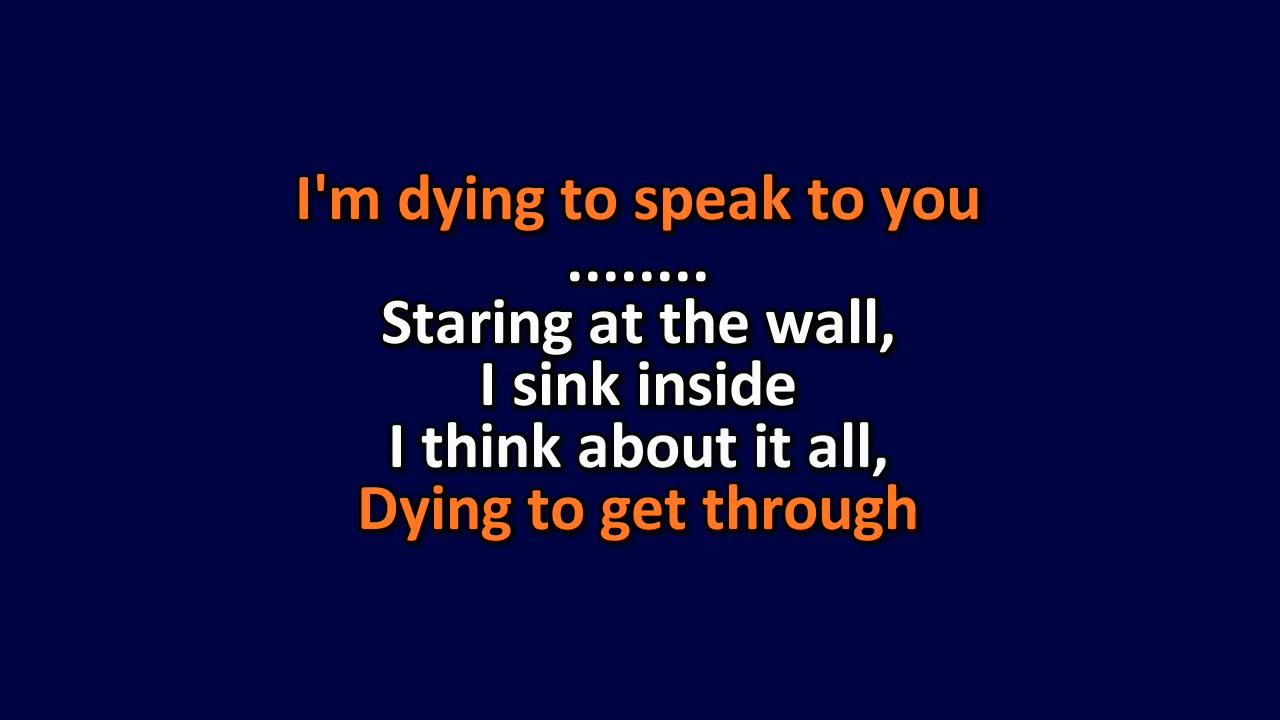 I'm dying to speak to you
........
Staring at the wall,
I sink inside
I think about it all,
Dying to get through